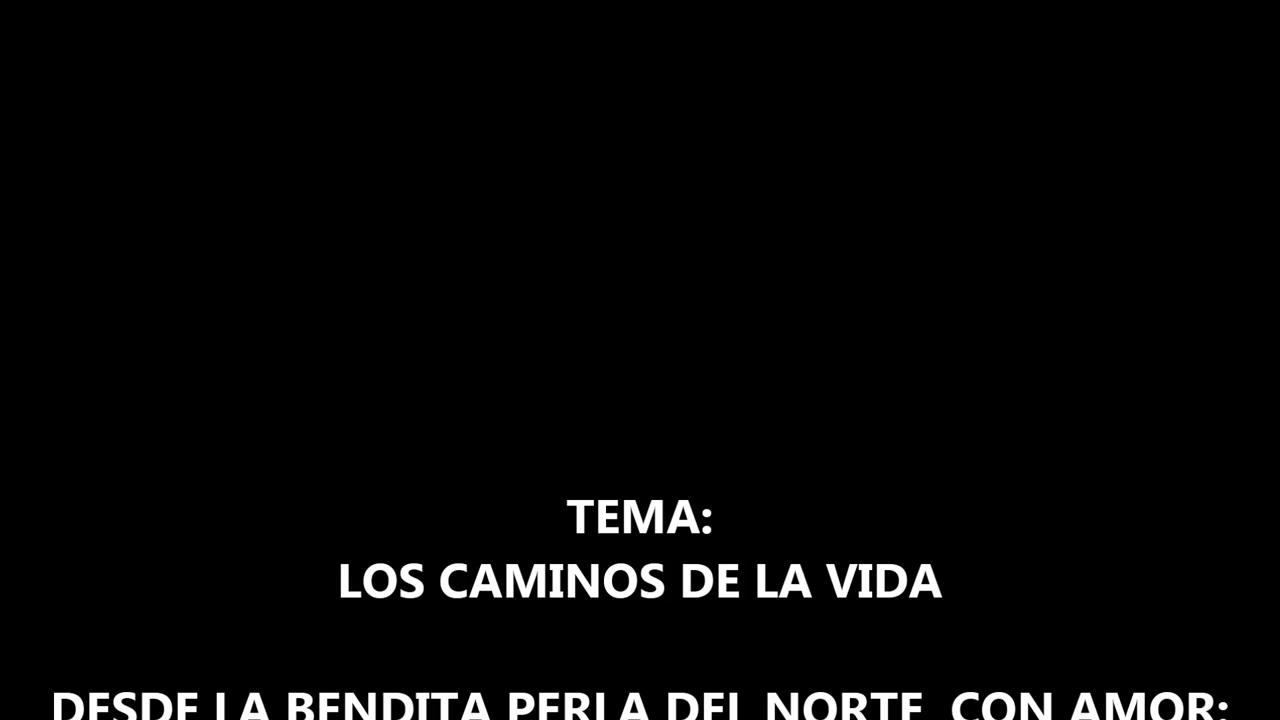 TEMA:
LOS CAMINOS DE LA VIDA
DESDE LA BENDITA PERLA DEL NORTE, CON AMOR: